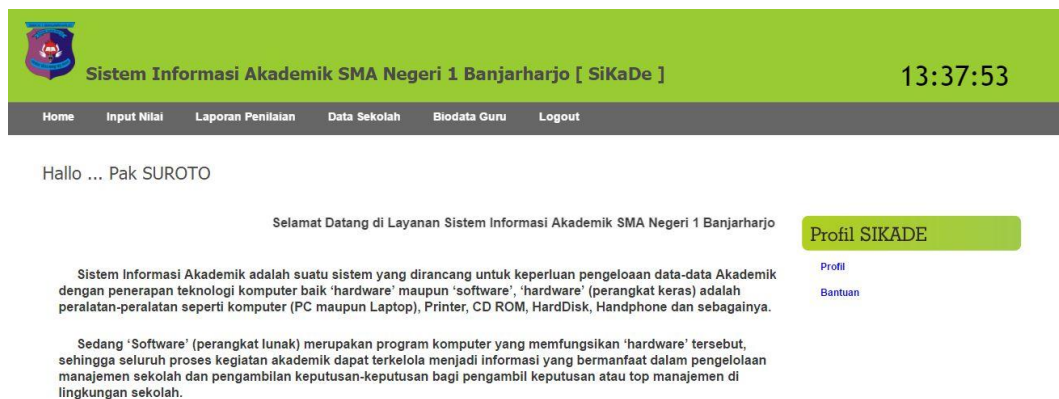 Sistem Informasi Akademik SMA Negeri 1 Banjarharjo [ SiKaDe ]
13:37:53
Home Input Nilai Laporan Penilaian Data Sekolah Biodata Guru Logout
Hallo ... Pak SUROTO
Selamat Datang di Layanan Sistem Informasi Akademik SMA Negeri 1 Banjarharjo
Sistem Informasi Akademik adalah suatu sistem yang dirancang untuk keperluan pengeloaan data-data Akademik
dengan penerapan teknologi komputer baik 'hardware' maupun 'software', 'hardware' (perangkat keras) adalah
peralatan-peralatan seperti komputer (PC maupun Laptop), Printer, CD ROM, HardDisk, Handphone dan sebagainya.
Sedang 'Software' (perangkat lunak) merupakan program komputer yang memfungsikan 'hardware' tersebut,
sehingga seluruh proses kegiatan akademik dapat terkelola menjadi informasi yang bermanfaat dalam pengelolaan
manajemen sekolah dan pengambilan keputusan-keputusan bagi pengambil keputusan atau top manajemen di
lingkungan sekolah.
Profil SIKADE
Profil
Bantuan